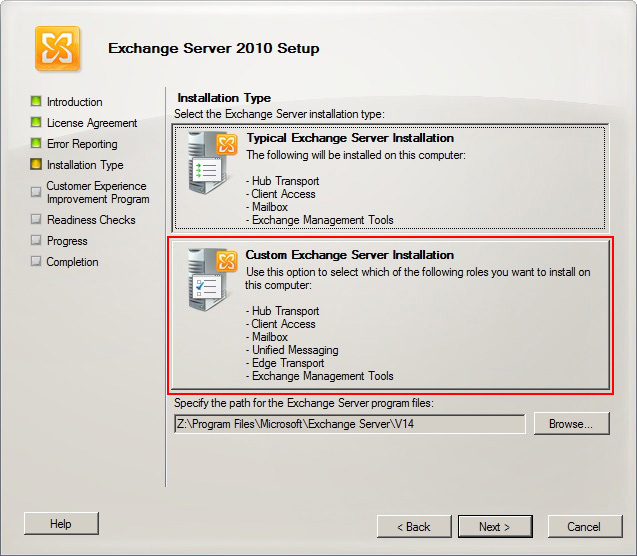 Exchange Server 2010 Setup
Introduction
License Agreement
Error Reporting
Installation Type
Customer Experience
Improvement Program
Readiness Checks
Progress
Completion
Installation Type
Select the Exchange Server installation type:
Typical Exchange Server Installation
The following will be installed on this computer:
- Hub Transport
- Client Access
- Mailbox
- Exchange Management Tools
Custom Exchange Server Installation
Use this option to select which of the following roles you want to install on
this computer:
- Hub Transport
- Client Access
- Mailbox
- Unified Messaging
- Edge Transport
- Exchange Management Tools
Specify the path for the Exchange Server program files:
Z:\Program Files\Microsoft\Exchange Server\V14
Browse...
Help
< Back
Next >
Cancel